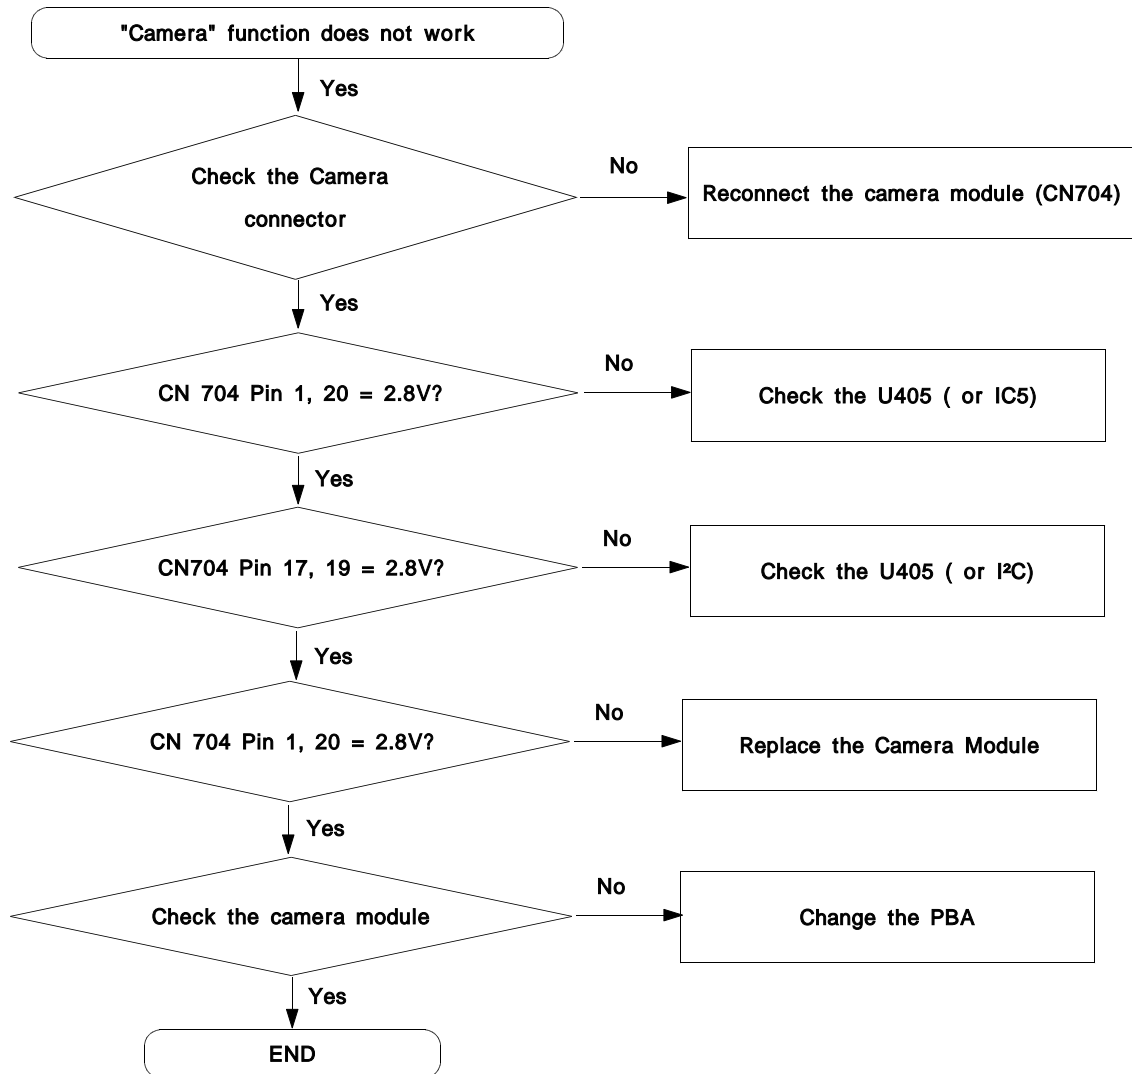 "Camera" function does not work
Yes
Check the Camera
connector
No
Reconnect the camera module (CN704)
Yes
CN 704 Pin 1, 20 = 2.8V?
No
Check the U405 ( or IC5)
Yes
CN704 Pin 17, 19 = 2.8V?
No
Check the U405 ( or I²C)
Yes
CN 704 Pin 1, 20 = 2.8V?
No
Replace the Camera Module
Yes
Check the camera module
No
Change the PBA
Yes
END